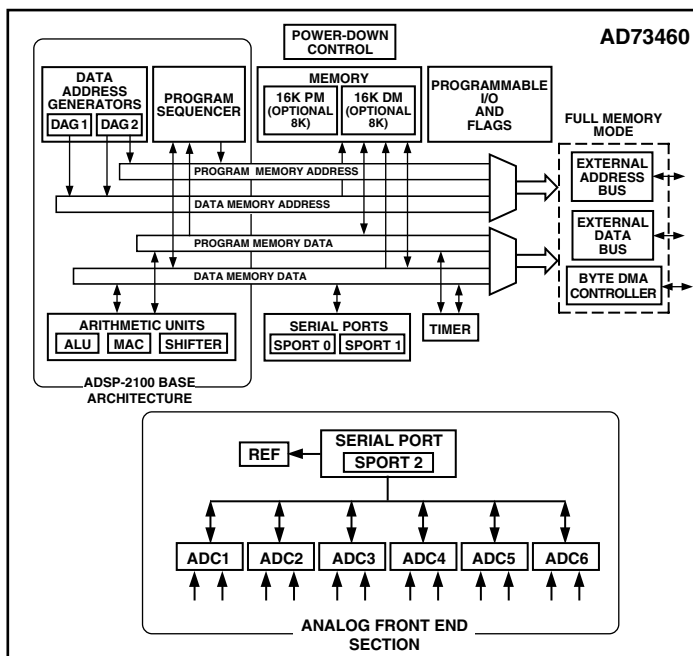 AD73460
POWER-DOWN
CONTROL
DATA
ADDRESS
GENERATORS
DAG 1
DAG 2
PROGRAM
SEQUENCER
MEMORY
16K PM
(OPTIONAL
8K)
16K DM
(OPTIONAL
8K)
PROGRAMMABLE
I/O
AND
FLAGS
FULL MEMORY
MODE
EXTERNAL
ADDRESS
BUS
EXTERNAL
DATA
BUS
BYTE DMA
CONTROLLER
PROGRAM MEMORY ADDRESS
DATA MEMORY ADDRESS
PROGRAM MEMORY DATA
DATA MEMORY DATA
ARITHMETIC UNITS
ALU
MAC
SHIFTER
SERIAL PORTS
SPORT 0
SPORT 1
TIMER
ADSP-2100 BASE
ARCHITECTURE
REF
SERIAL PORT
SPORT 2
ADC1
ADC2
ADC3
ADC4
ADC5
ADC6
ANALOG FRONT END
SECTION